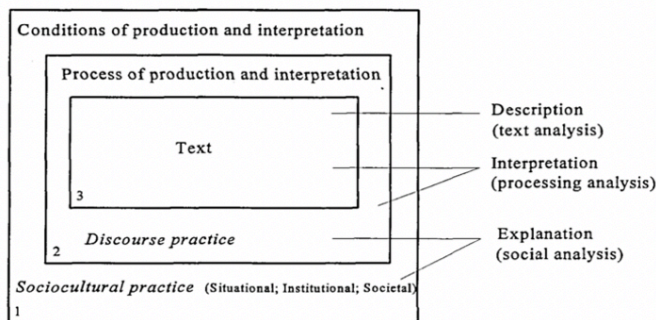 Conditions of production and interpretation
Process of production and interpretation
Text
3
Discourse practice
2
Sociocultural practice (Situational; Institutional; Societal)
1
Description
(text analysis)
Interpretation
(processing analysis)
Explanation
(social analysis)